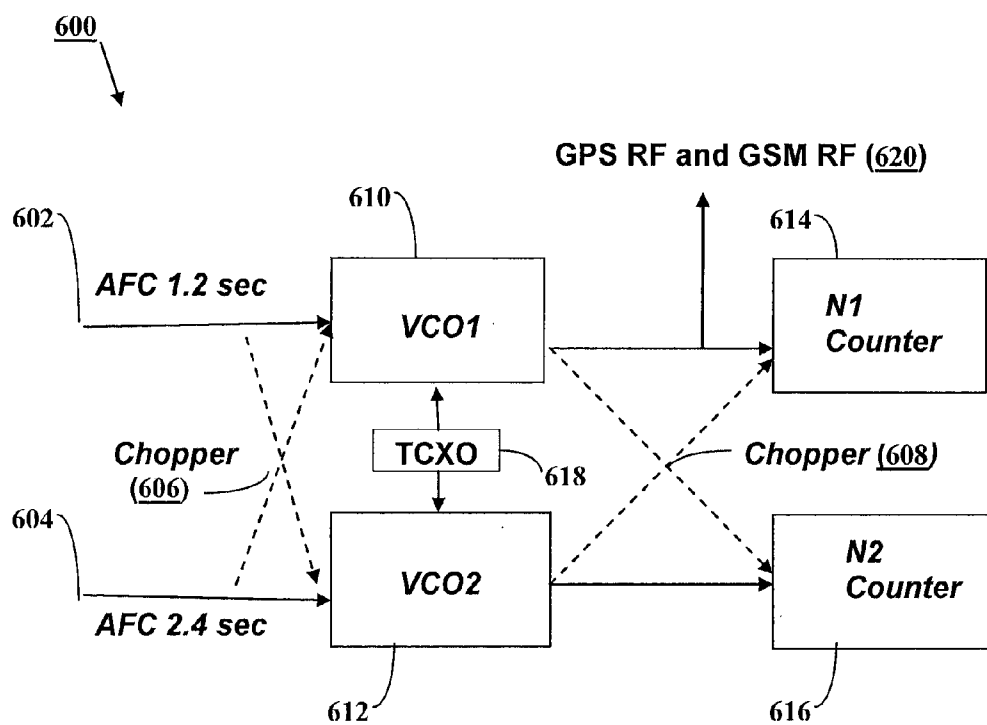 600
GPS RF and GSM RF (620)
610
614
602
AFC 1.2 sec
VCO1
N1
Counter
Chopper
(606)
TCXO
618
Chopper (608)
604
AFC 2.4 sec
VCO2
N2
Counter
612
616